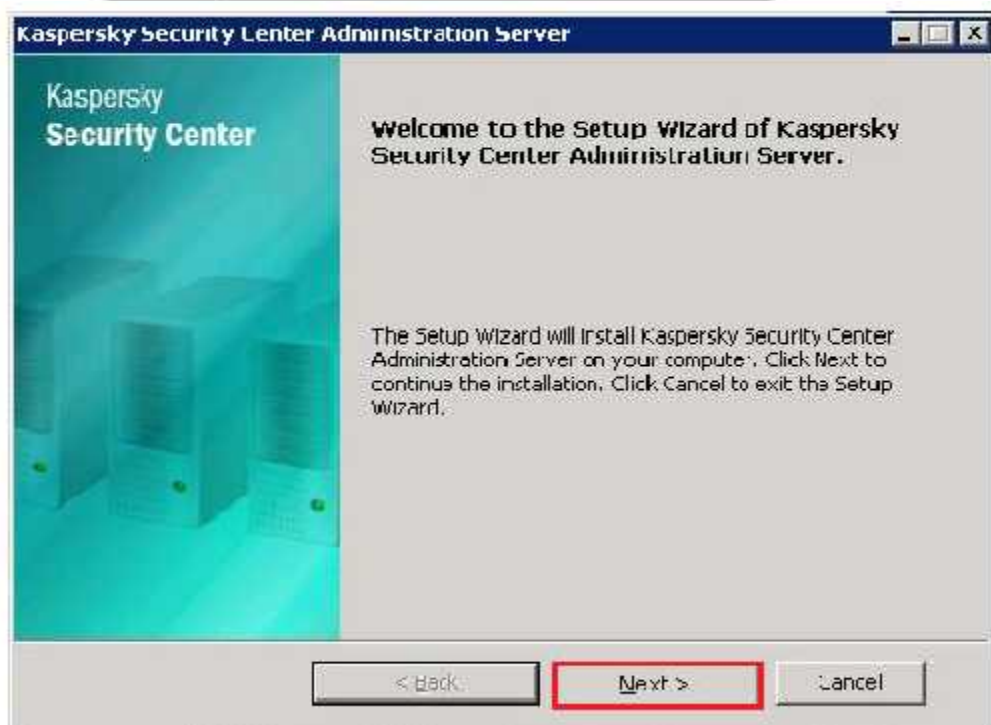 Kaspersky Security Center Administration Server
Kaspersky
Security Center
Welcome to the Setup Wizard of Kaspersky
Security Center Administration Server.
The Setup Wizard will install Kaspersky Security Center
Administration Server on your computer. Click Next to
continue the installation. Click Cancel to exit the Setup
Wizard.
< Back
Next >
Cancel